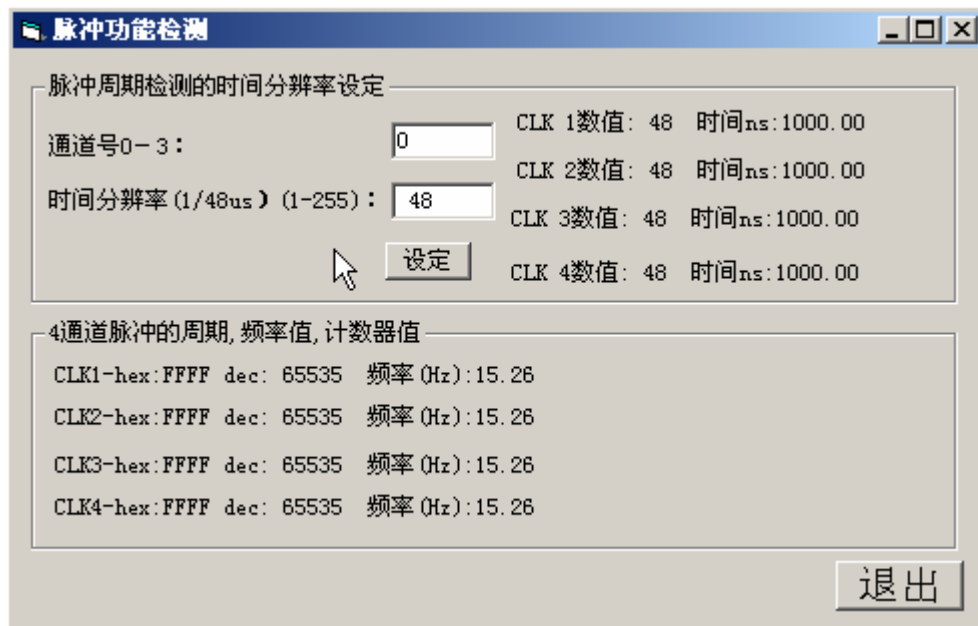 脉冲功能检测
脉冲周期检测的时间分辨率设定
通道号0－3：
0
时间分辨率(1/48us) (1-255)：
48
设定
CLK 1数值: 48 时间ns:1000.00
CLK 2数值: 48 时间ns:1000.00
CLK 3数值: 48 时间ns:1000.00
CLK 4数值: 48 时间ns:1000.00
4通道脉冲的周期,频率值,计数器值
CLK1-hex:FFFF dec: 65535 频率(Hz):15.26
CLK2-hex:FFFF dec: 65535 频率(Hz):15.26
CLK3-hex:FFFF dec: 65535 频率(Hz):15.26
CLK4-hex:FFFF dec: 65535 频率(Hz):15.26
退出